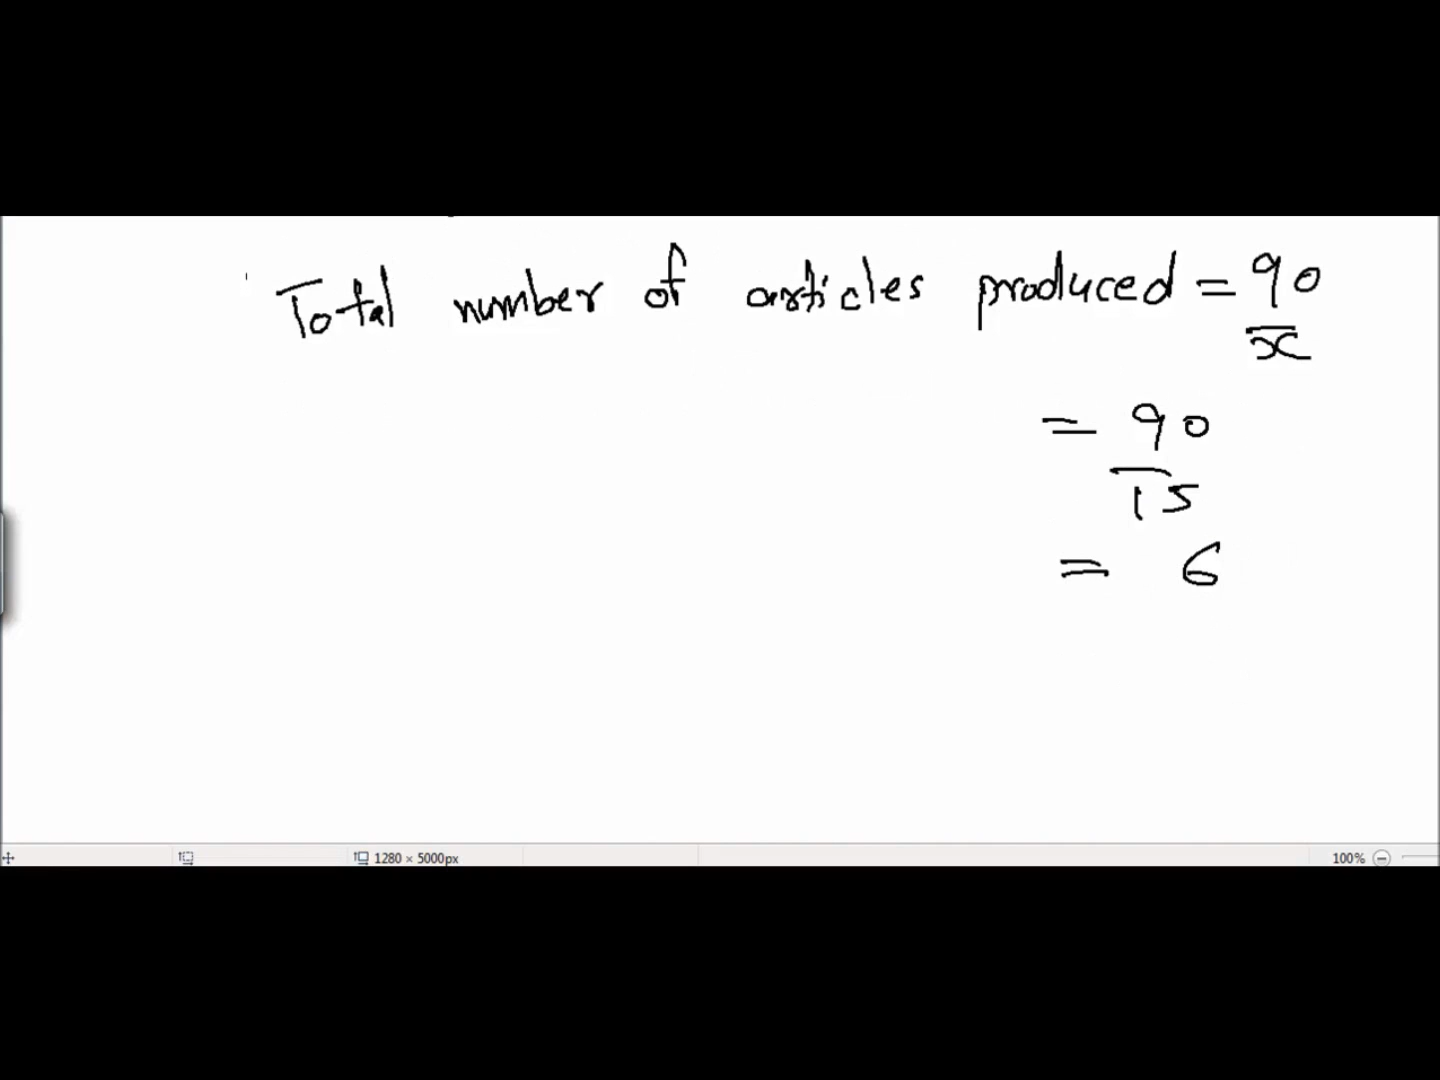 Total number of articles produced = 90
x
= 90
15
= 6
1280 × 5000px
100%